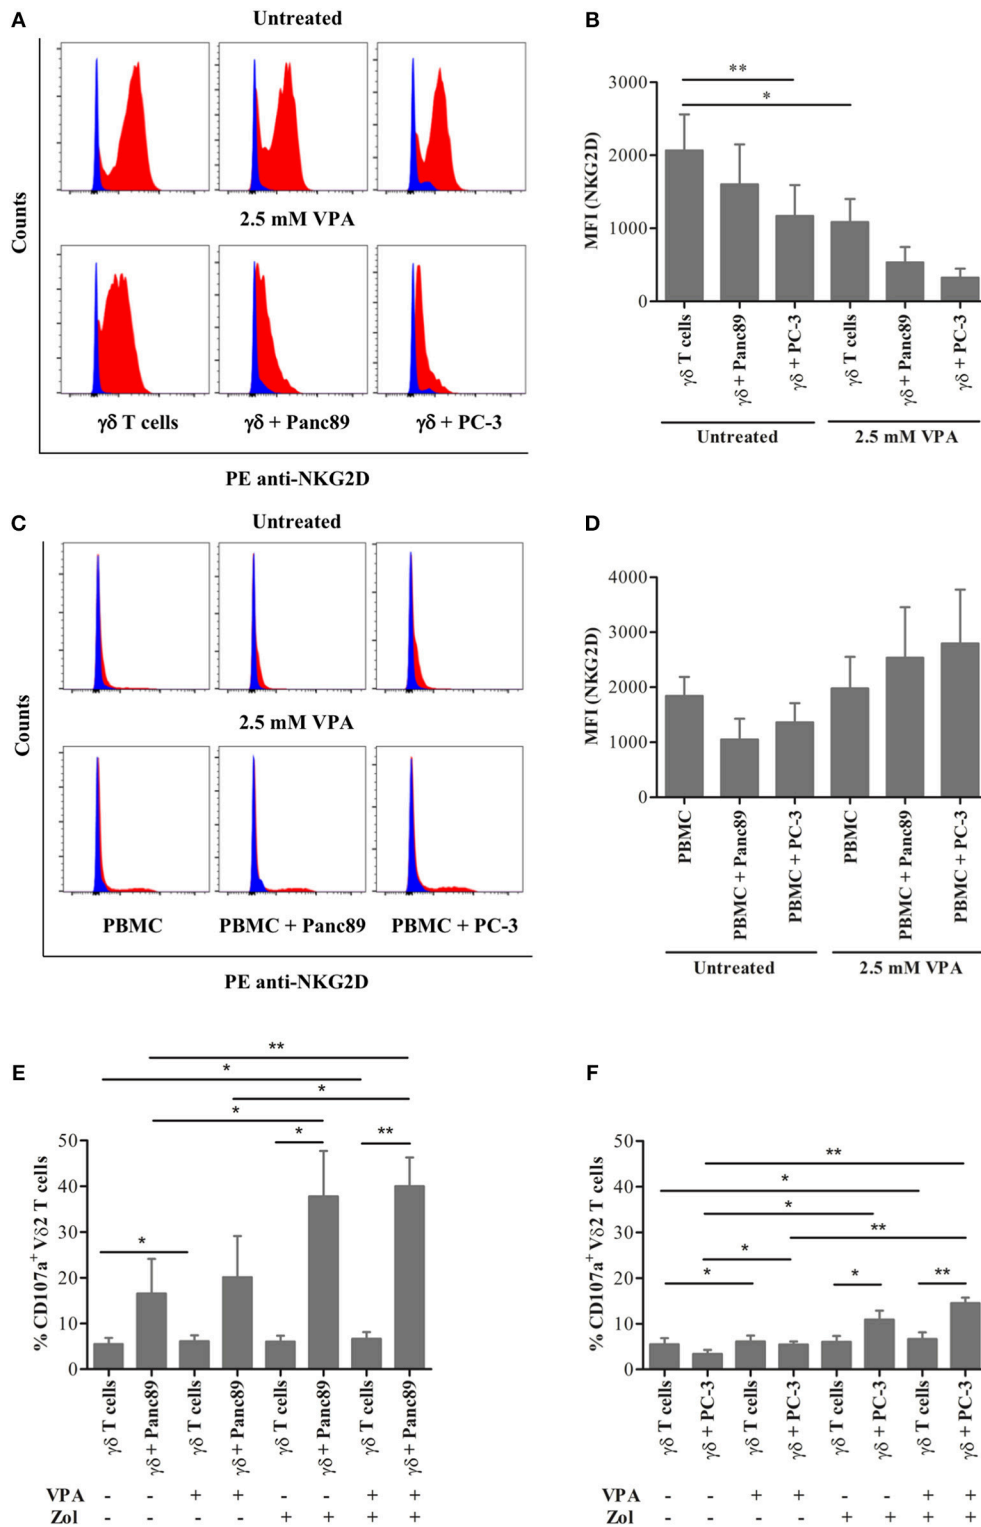 A
Untreated
Counts
2.5 mM VPA
γδ T cells
γδ + Panc89
γδ + PC-3
PE anti-NKG2D
B
MFI (NKG2D)
3000
2000
1000
0
**
*
γδ T cells
γδ + Panc89
γδ + PC-3
γδ T cells
γδ + Panc89
γδ + PC-3
Untreated
2.5 mM VPA
C
Untreated
Counts
2.5 mM VPA
PBMC
PBMC + Panc89
PBMC + PC-3
PE anti-NKG2D
D
MFI (NKG2D)
4000
3000
2000
1000
0
PBMC
PBMC + Panc89
PBMC + PC-3
PBMC
PBMC + Panc89
PBMC + PC-3
Untreated
2.5 mM VPA
E
% CD107a+ Vδ2 T cells
50
40
30
20
10
0
**
*
*
*
*
**
*
γδ T cells
γδ + Panc89
γδ T cells
γδ + Panc89
γδ T cells
γδ + Panc89
γδ T cells
γδ + Panc89
VPA - - + + - - + +
Zol - - - - + + + +
F
% CD107a+ Vδ2 T cells
50
40
30
20
10
0
**
*
*
**
*
*
*
**
γδ T cells
γδ + PC-3
γδ T cells
γδ + PC-3
γδ T cells
γδ + PC-3
γδ T cells
γδ + PC-3
VPA - - + + - - + +
Zol - - - - + + + +